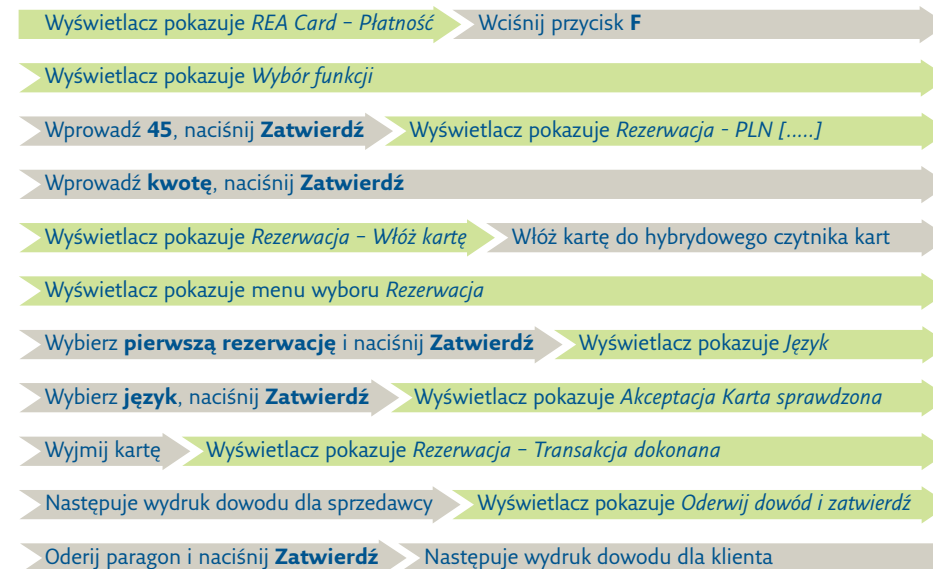 Wyświetlacz pokazuje REA Card – Płatność Wciśnij przycisk F
Wyświetlacz pokazuje Wybór funkcji
Wprowadź 45, naciśnij Zatwierdź Wyświetlacz pokazuje Rezerwacja - PLN [.....]
Wprowadź kwotę, naciśnij Zatwierdź
Wyświetlacz pokazuje Rezerwacja – Włóż kartę Włóż kartę do hybrydowego czytnika kart
Wyświetlacz pokazuje menu wyboru Rezerwacja
Wybierz pierwszą rezerwację i naciśnij Zatwierdź Wyświetlacz pokazuje Język
Wybierz język, naciśnij Zatwierdź Wyświetlacz pokazuje Akceptacja Karta sprawdzona
Wyjmij kartę Wyświetlacz pokazuje Rezerwacja – Transakcja dokonana
Następuje wydruk dowodu dla sprzedawcy Wyświetlacz pokazuje Oderwij dowód i zatwierdź
Oderij paragon i naciśnij Zatwierdź Następuje wydruk dowodu dla klienta